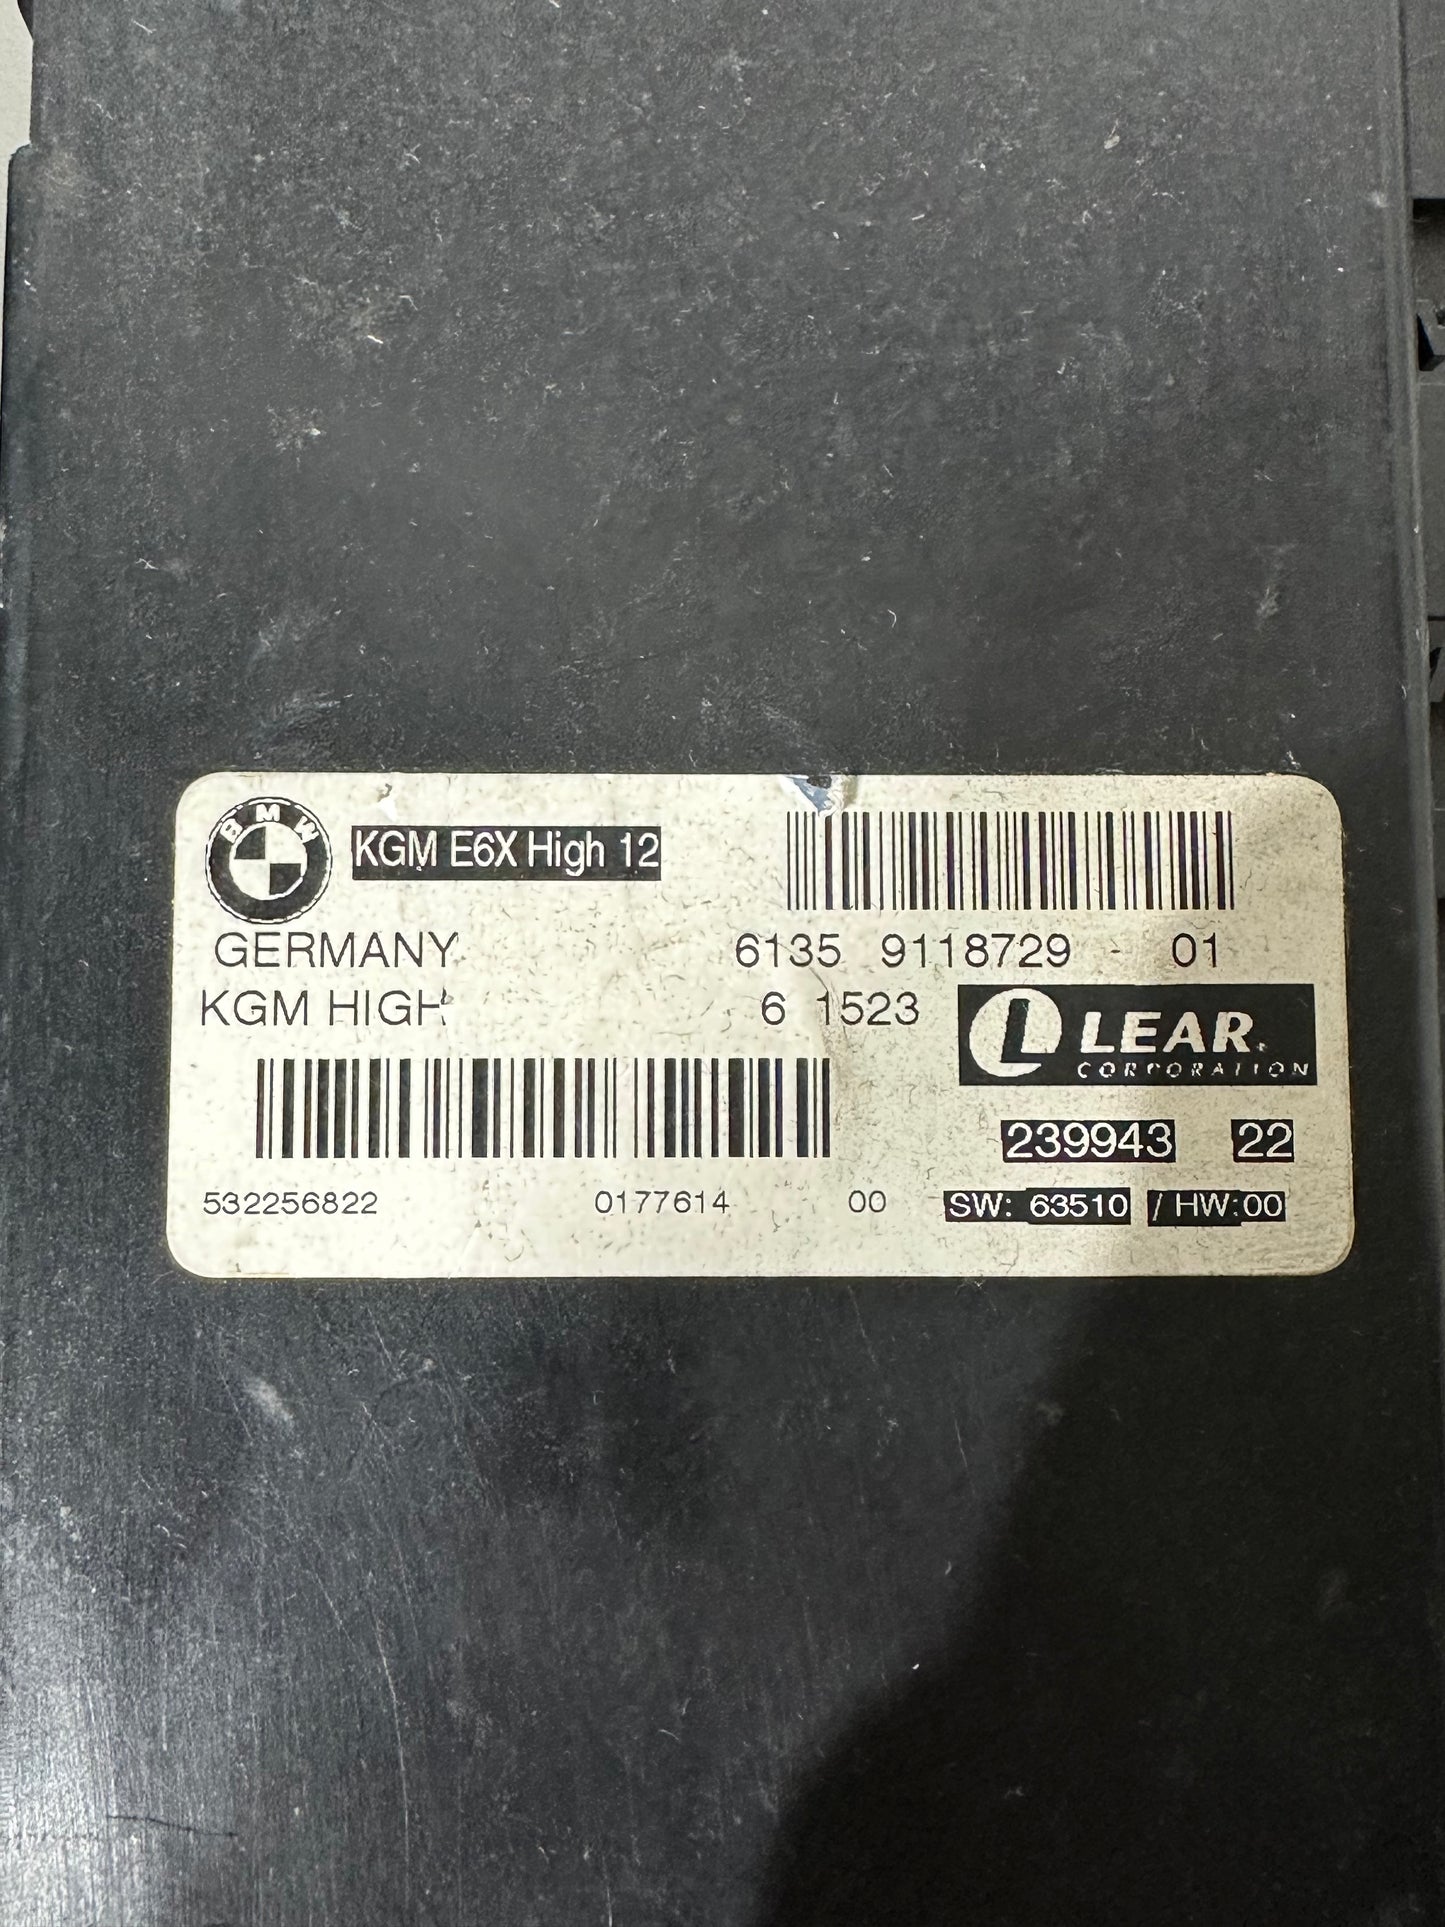 BMW
KGM E6X High 12
GERMANY 6135 9118729 01
KGM HIGH 6 1523
L LEAR.
CORPORATION
239943 22
532256822 0177614 00 SW: 63510 / HW:00